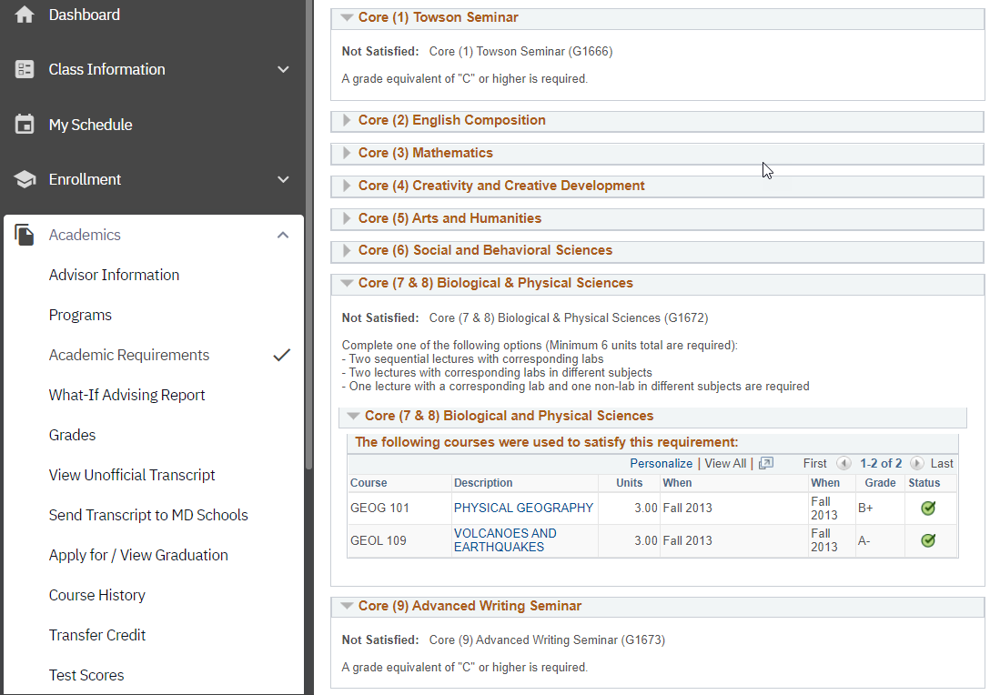 Dashboard
Class Information
My Schedule
Enrollment
Academics
Advisor Information
Programs
Academic Requirements
What-If Advising Report
Grades
View Unofficial Transcript
Send Transcript to MD Schools
Apply for / View Graduation
Course History
Transfer Credit
Test Scores
Core (1) Towson Seminar
Not Satisfied: Core (1) Towson Seminar (G1666)
A grade equivalent of "C" or higher is required.
Core (2) English Composition
Core (3) Mathematics
Core (4) Creativity and Creative Development
Core (5) Arts and Humanities
Core (6) Social and Behavioral Sciences
Core (7 & 8) Biological & Physical Sciences
Not Satisfied: Core (7 & 8) Biological & Physical Sciences (G1672)
Complete one of the following options (Minimum 6 units total are required):
- Two sequential lectures with corresponding labs
- Two lectures with corresponding labs in different subjects
- One lecture with a corresponding lab and one non-lab in different subjects are required
Core (7 & 8) Biological and Physical Sciences
The following courses were used to satisfy this requirement:
Personalize | View All | First 1-2 of 2 Last
Course Description Units When When Grade Status
GEOG 101 PHYSICAL GEOGRAPHY 3.00 Fall 2013 Fall 2013 B+
GEOL 109 VOLCANOES AND EARTHQUAKES 3.00 Fall 2013 Fall 2013 A-
Core (9) Advanced Writing Seminar
Not Satisfied: Core (9) Advanced Writing Seminar (G1673)
A grade equivalent of "C" or higher is required.